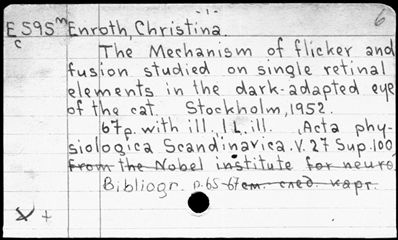 -1- 6
E595m Enroth, Christina.
c The Mechanism of flicker and
fusion studied on single retinal
elements in the dark-adapted eye
of the cat. Stockholm, 1952.
67p. with ill., 1 L. ill. Acta phy-
siologica Scandinavica. V. 27 Sup. 100
from the Nobel institute for neuro
Bibliogr. p. 65-67
+